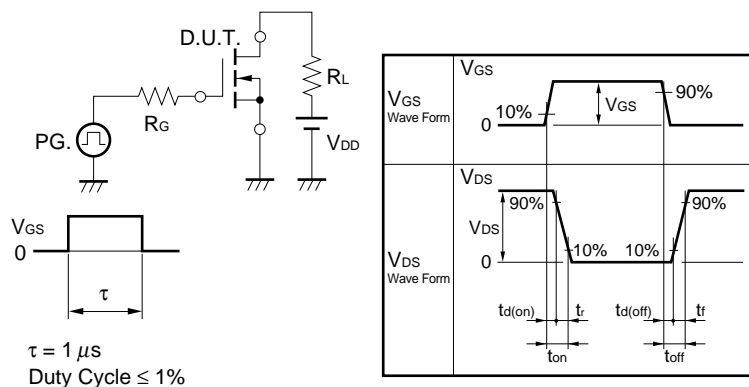 D.U.T.
RL
RG
PG.
VDD
VGS
0
τ
τ = 1 μs
Duty Cycle ≤ 1%
VGS
Wave Form
VGS
10%
VGS
90%
0
VDS
Wave Form
VDS
90%
VDS
10%
10%
90%
0
td(on)
tr
td(off)
tf
ton
toff